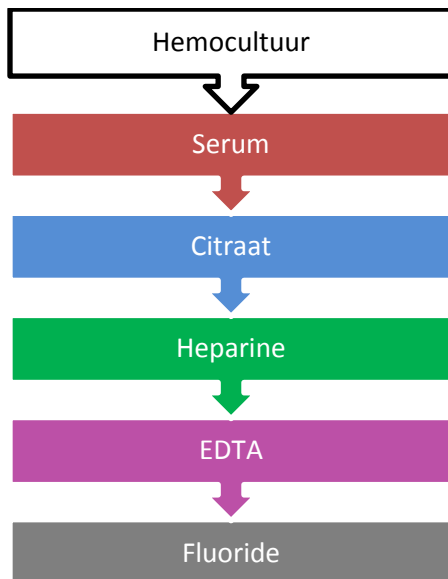 Hemocultuur
Serum
Citraat
Heparine
EDTA
Fluoride